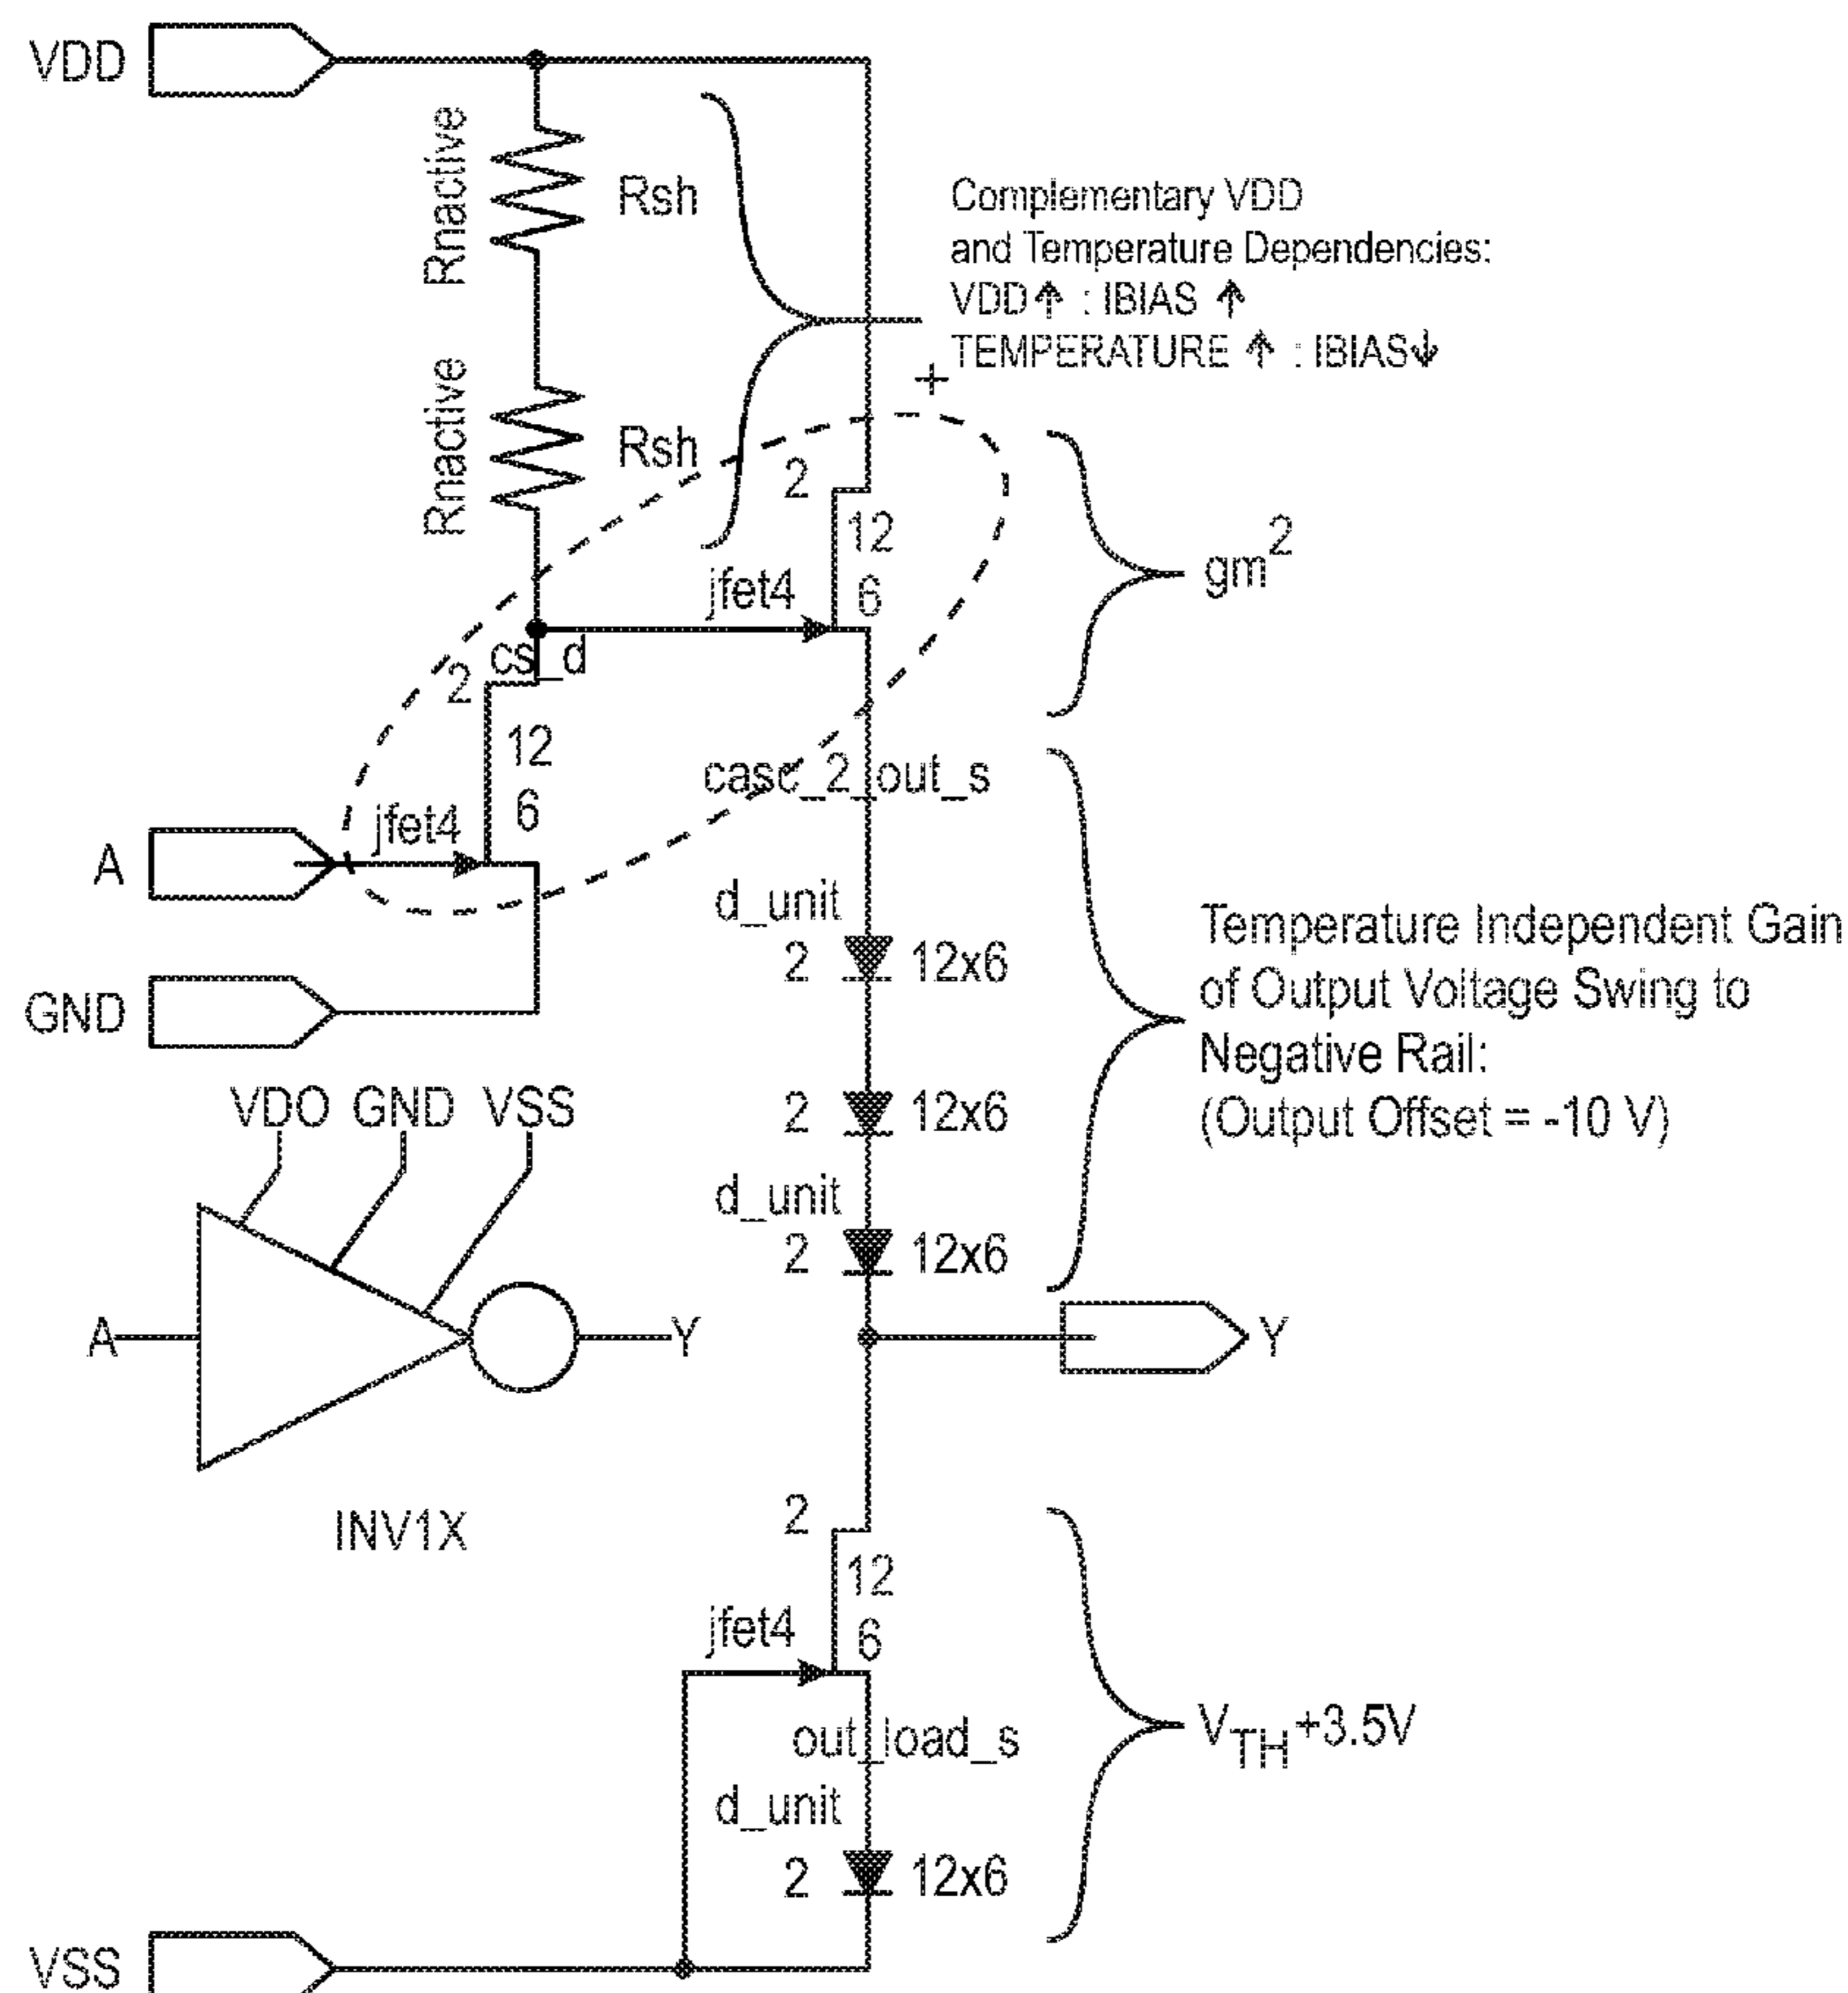 VDD
Rnactive
Rsh
Complementary VDD
and Temperature Dependencies:
VDD↑ : IBIAS ↑
TEMPERATURE ↑ : IBIAS↓
+
-
Rnactive
Rsh
2
12
6
jfet4
gm²
cs_d
2
12
6
jfet4
casc_2_out_s
A
GND
d_unit
2 12x6
Temperature Independent Gain
of Output Voltage Swing to
Negative Rail:
(Output Offset = -10 V)
2 12x6
d_unit
2 12x6
VDO GND VSS
A Y
INV1X
Y
2
12
6
jfet4
out_load_s
d_unit
2 12x6
VTH+3.5V
VSS